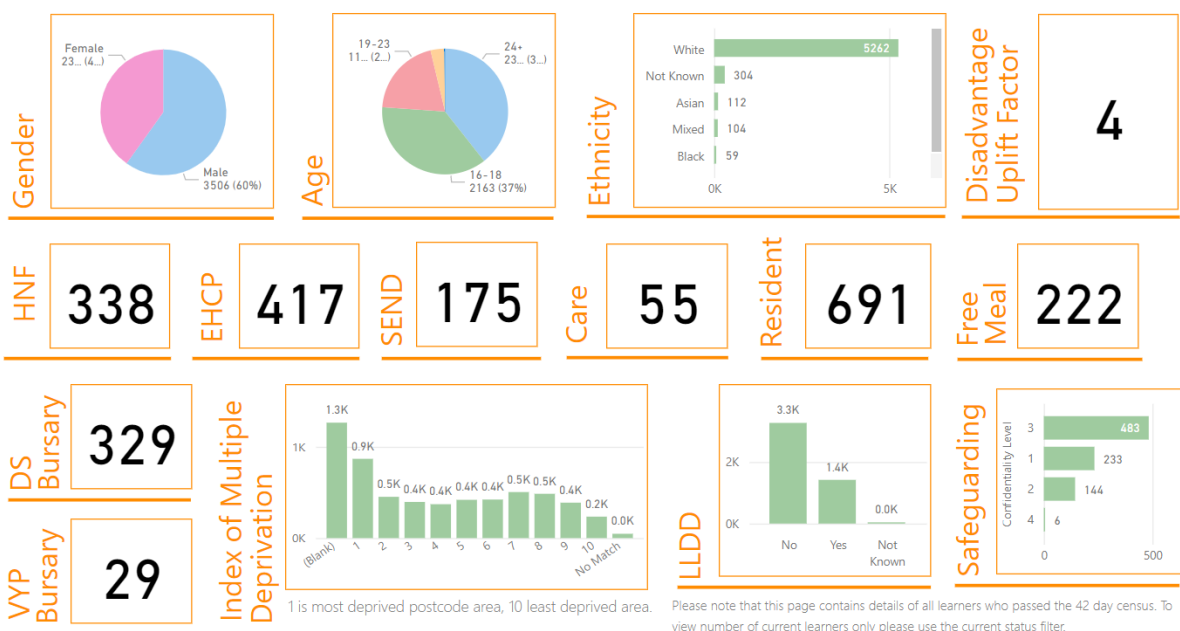 Gender
Female
23... (4...)
Male
3506 (60%)
Age
19-23
11... (2...)
24+
23... (3...)
16-18
2163 (37%)
Ethnicity
White 5262
Not Known 304
Asian 112
Mixed 104
Black 59
0K 5K
Disadvantage
Uplift Factor
4
HNF
338
EHCP
417
SEND
175
Care
55
Resident
691
Free
Meal
222
DS
Bursary
329
VYP
Bursary
29
Index of Multiple
Deprivation
1.3K 0.9K 0.5K 0.4K 0.4K 0.4K 0.4K 0.5K 0.5K 0.4K 0.2K 0.0K
1K
0K
(Blank) 1 2 3 4 5 6 7 8 9 10 No Match
1 is most deprived postcode area, 10 least deprived area.
LLDD
3.3K 1.4K 0.0K
2K
0K
No Yes Not
Known
Safeguarding
Confidentiality Level
3 483
1 233
2 144
4 6
0 500
Please note that this page contains details of all learners who passed the 42 day census. To
view number of current learners only please use the current status filter.